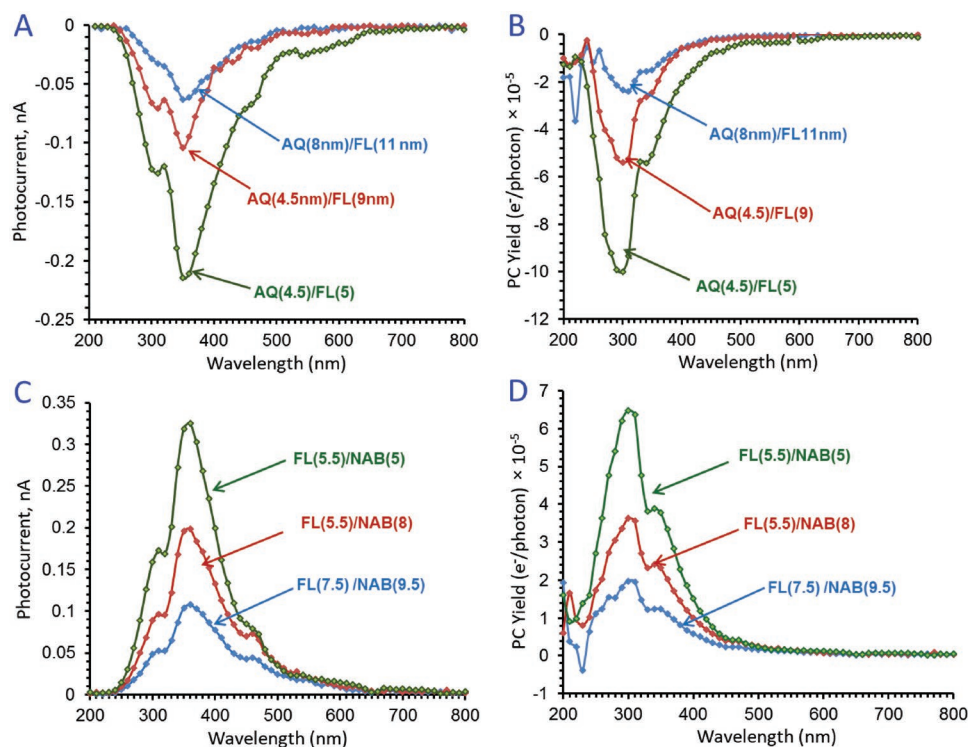 A
0
-0.05
-0.1
-0.15
-0.2
-0.25
Photocurrent, nA
AQ(8nm)/FL(11 nm)
AQ(4.5nm)/FL(9nm)
AQ(4.5)/FL(5)
200 300 400 500 600 700 800
Wavelength (nm)
B
0
-2
-4
-6
-8
-10
-12
PC Yield (e⁻/photon) × 10⁻⁵
AQ(8nm)/FL11nm)
AQ(4.5)/FL(9)
AQ(4.5)/FL(5)
200 300 400 500 600 700 800
Wavelength (nm)
C
0.35
0.3
0.25
0.2
0.15
0.1
0.05
0
Photocurrent, nA
FL(5.5)/NAB(5)
FL(5.5)/NAB(8)
FL(7.5) /NAB(9.5)
200 300 400 500 600 700 800
Wavelength (nm)
D
7
6
5
4
3
2
1
0
-1
PC Yield (e⁻/photon) × 10⁻⁵
FL(5.5)/NAB(5)
FL(5.5)/NAB(8)
FL(7.5) /NAB(9.5)
200 300 400 500 600 700 800
Wavelength (nm)